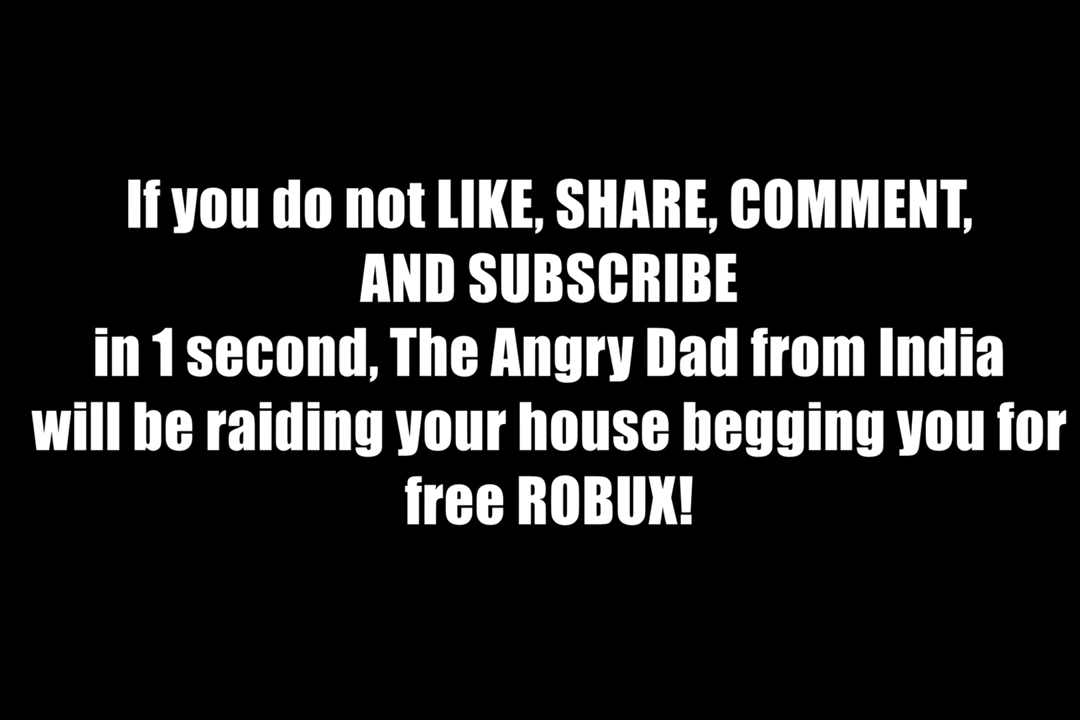 If you do not LIKE, SHARE, COMMENT,
AND SUBSCRIBE
in 1 second, The Angry Dad from India
will be raiding your house begging you for
free ROBUX!